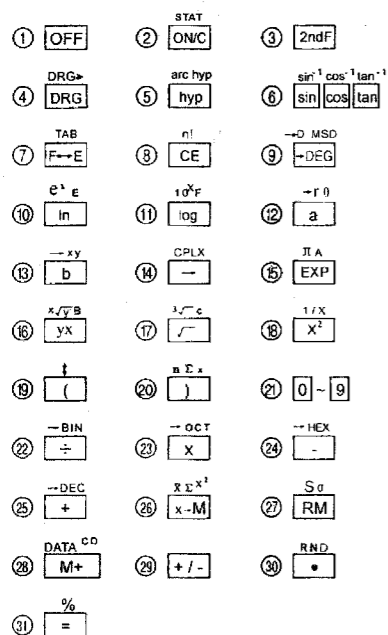 STAT
① OFF ② ON/C ③ 2ndF
DRG▸ arc hyp sin⁻¹ cos⁻¹ tan⁻¹
④ DRG ⑤ hyp ⑥ sin cos tan
TAB n! →D MSD
⑦ F↔E ⑧ CE ⑨ →DEG
eˣ E 10ˣF →r θ
⑩ ln ⑪ log ⑫ a
→xy CPLX π A
⑬ b ⑭ → ⑮ EXP
ˣ√y B ³√ C 1/X
⑯ yx ⑰ √ ⑱ X²
n Σx
⑲ ( ⑳ ) ㉑ 0 ~ 9
→BIN →OCT →HEX
㉒ ÷ ㉓ X ㉔ -
→DEC x̄ Σx² S σ
㉕ + ㉖ x→M ㉗ RM
DATA CD RND
㉘ M+ ㉙ +/- ㉚ •
%
㉛ =